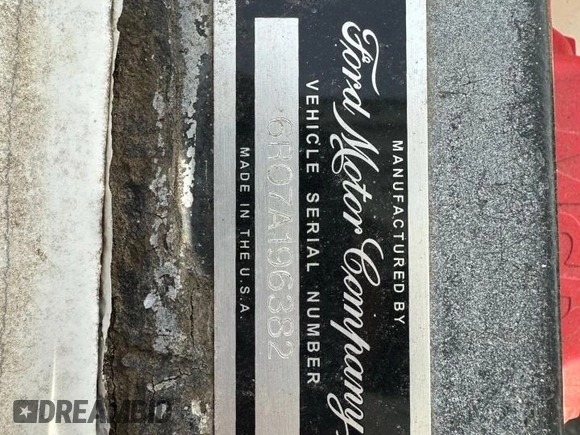 MANUFACTURED BY
Ford Motor Company
VEHICLE SERIAL NUMBER
6R07A196382
MADE IN THE U.S.A.
DREAMBID